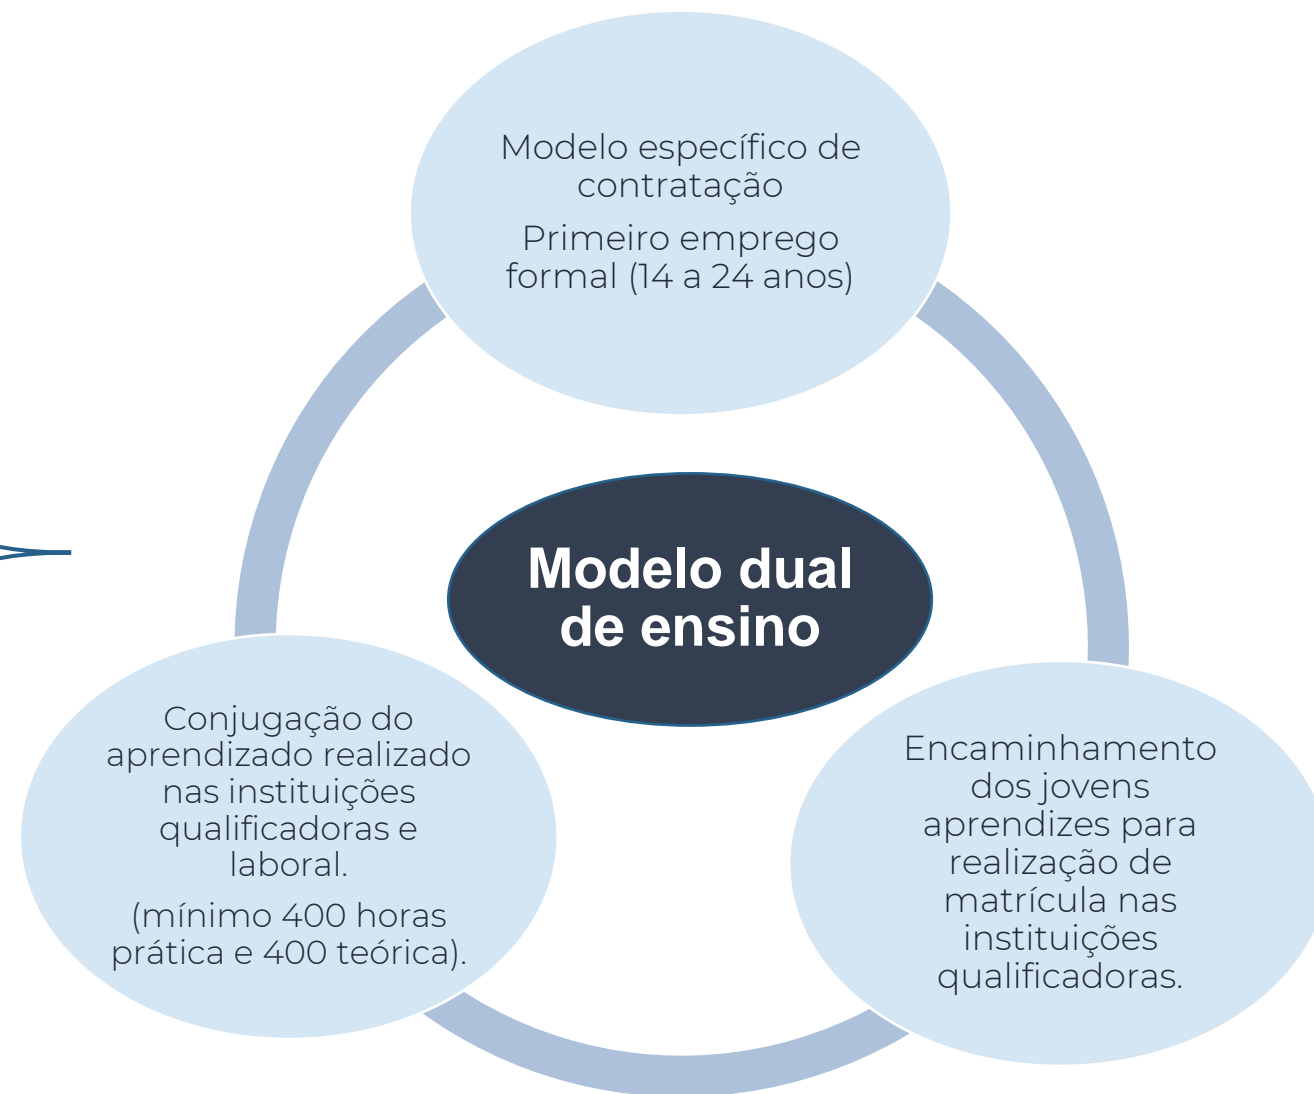 Modelo específico de
contratação
Primeiro emprego
formal (14 a 24 anos)
Modelo dual
de ensino
Conjugação do
aprendizado realizado
nas instituições
qualificadoras e
laboral.
(mínimo 400 horas
prática e 400 teórica).
Encaminhamento
dos jovens
aprendizes para
realização de
matrícula nas
instituições
qualificadoras.